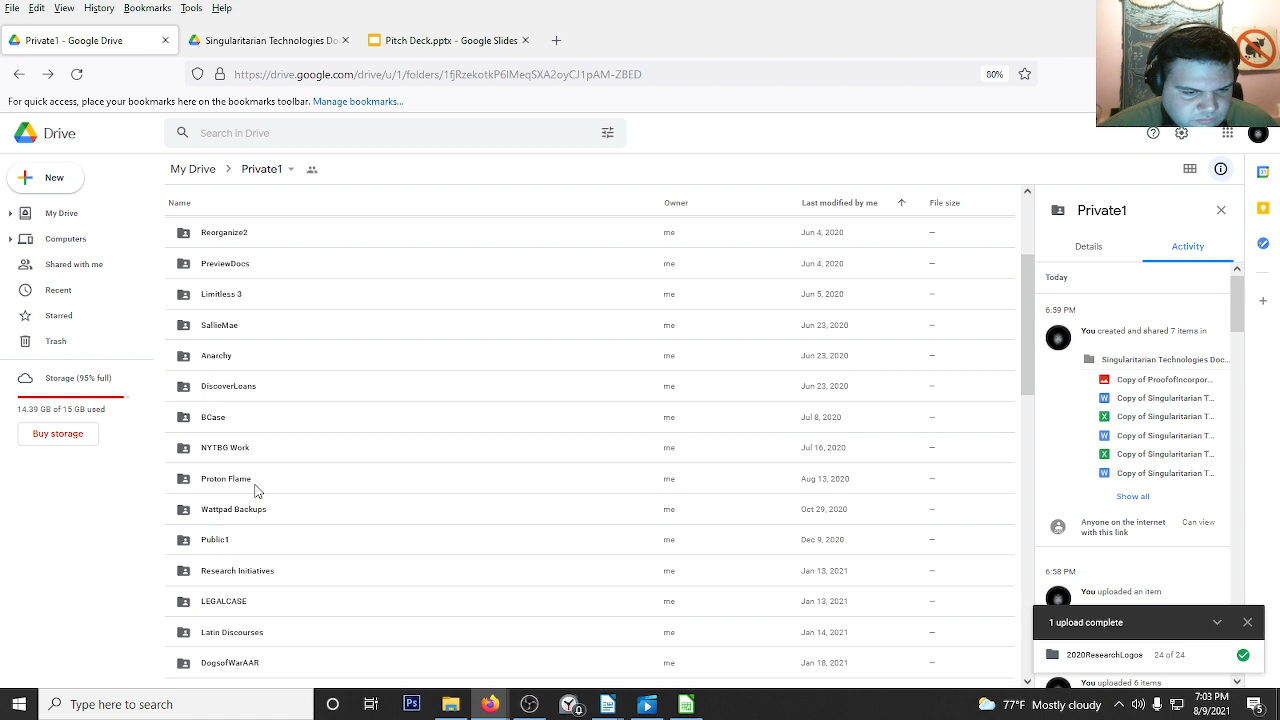 File Edit View History Bookmarks Tools Help
Private1 - Google Drive
Singularitarian Technologies Do
Pitch Deck.pptx - Google Slides
https://drive.google.com/drive/u/1/folders/1fjRzekotkP6lMeqSXA2oyCJ1pAM-ZBED
80%
For quick access, place your bookmarks here on the bookmarks toolbar. Manage bookmarks...
Drive
Search in Drive
New
My Drive
Computers
Shared with me
Recent
Starred
Trash
Storage (95% full)
14.39 GB of 15 GB used
Buy storage
My Drive > Private1
Name Owner Last modified by me File size
Reorganize2 me Jun 4, 2020 –
PreviewDocs me Jun 4, 2020 –
Limitless 3 me Jun 5, 2020 –
SallieMae me Jun 23, 2020 –
Anarchy me Jun 23, 2020 –
DiscoverLoans me Jun 23, 2020 –
BCase me Jul 8, 2020 –
NYTBG Work me Jul 16, 2020 –
Proton Flame me Aug 13, 2020 –
Wattpad Backups me Oct 29, 2020 –
Public1 me Dec 9, 2020 –
Research Initiatives me Jan 13, 2021 –
LEGALCASE me Jan 13, 2021 –
Latin Discourses me Jan 14, 2021 –
DogsofWarAAR me Jan 18, 2021 –
Private1
Details Activity
Today
6:59 PM
You created and shared 7 items in
Singularitarian Technologies Doc...
Copy of ProofofIncorpor...
Copy of Singularitarian T...
Copy of Singularitarian T...
Copy of Singularitarian T...
Copy of Singularitarian T...
Copy of Singularitarian T...
Show all
Anyone on the internet Can view
with this link
6:58 PM
You uploaded an item
1 upload complete
2020ResearchLogos 24 of 24
You uploaded 6 items
Type here to search
77°F
7:03 PM
8/9/2021